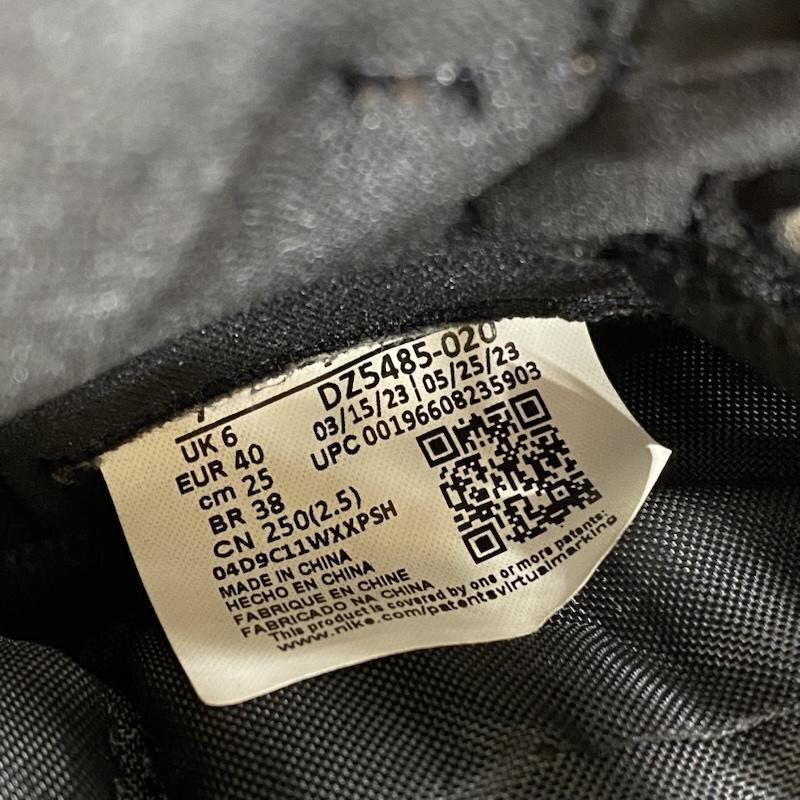 DZ5485-020
03/15/23 | 05/25/23
UPC 00196608235903
UK 6
EUR 40
cm 25
BR 38
CN 250(2.5)
04D9C11WXXPSH
MADE IN CHINA
HECHO EN CHINA
FABRIQUE EN CHINE
FABRICADO NA CHINA
This product is covered by one or more patents:
www.nike.com/patentsvirtualmarking